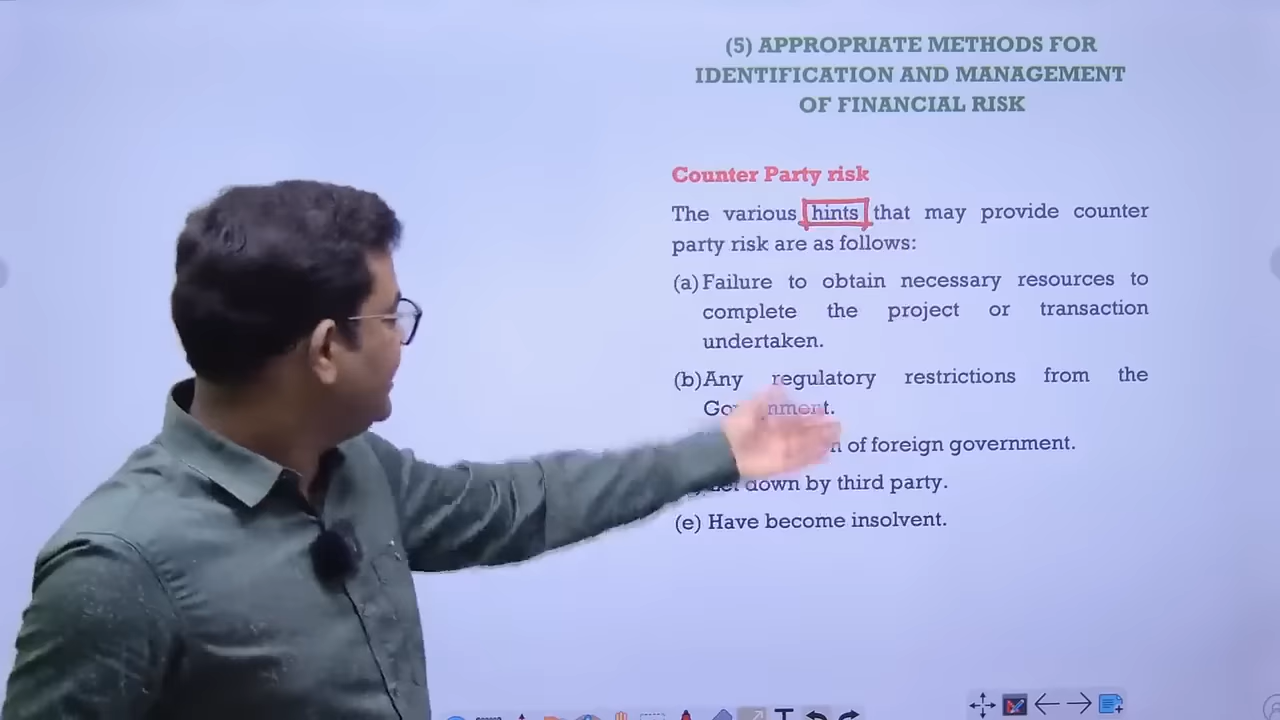 (5) APPROPRIATE METHODS FOR
IDENTIFICATION AND MANAGEMENT
OF FINANCIAL RISK
Counter Party risk
The various hints that may provide counter
party risk are as follows:
(a) Failure to obtain necessary resources to
complete the project or transaction
undertaken.
(b) Any regulatory restrictions from the
of foreign government.
down by third party.
(e) Have become insolvent.